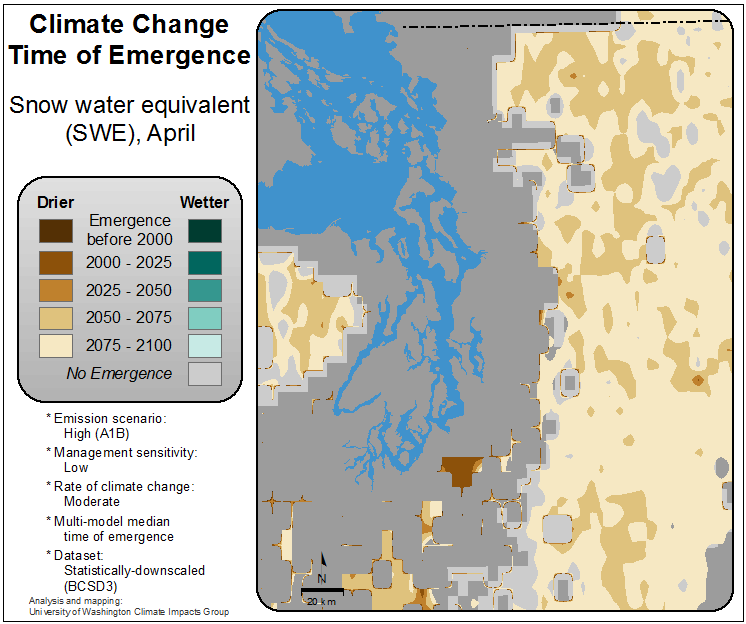 Climate Change
Time of Emergence
Snow water equivalent
(SWE), April
Drier
Wetter
Emergence
before 2000
2000 - 2025
2025 - 2050
2050 - 2075
2075 - 2100
No Emergence
* Emission scenario:
High (A1B)
* Management sensitivity:
Low
* Rate of climate change:
Moderate
* Multi-model median
time of emergence
* Dataset:
Statistically-downscaled
(BCSD3)
Analysis and mapping:
University of Washington Climate Impacts Group
N
20 km